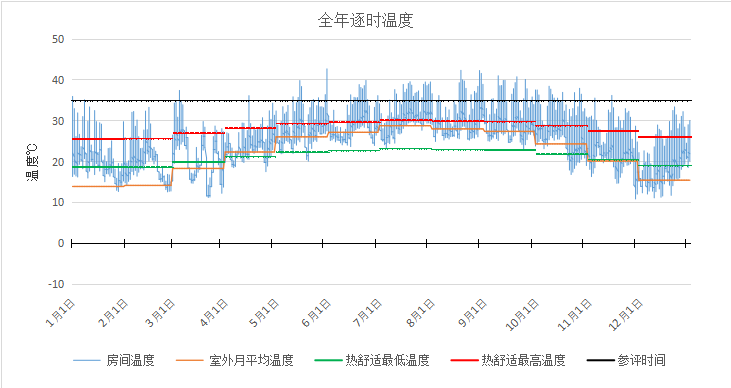 全年逐时温度
50
40
30
20
10
0
-10
温度℃
1月1日
2月1日
3月1日
4月1日
5月1日
6月1日
7月1日
8月1日
9月1日
10月1日
11月1日
12月1日
房间温度
室外月平均温度
热舒适最低温度
热舒适最高温度
参评时间